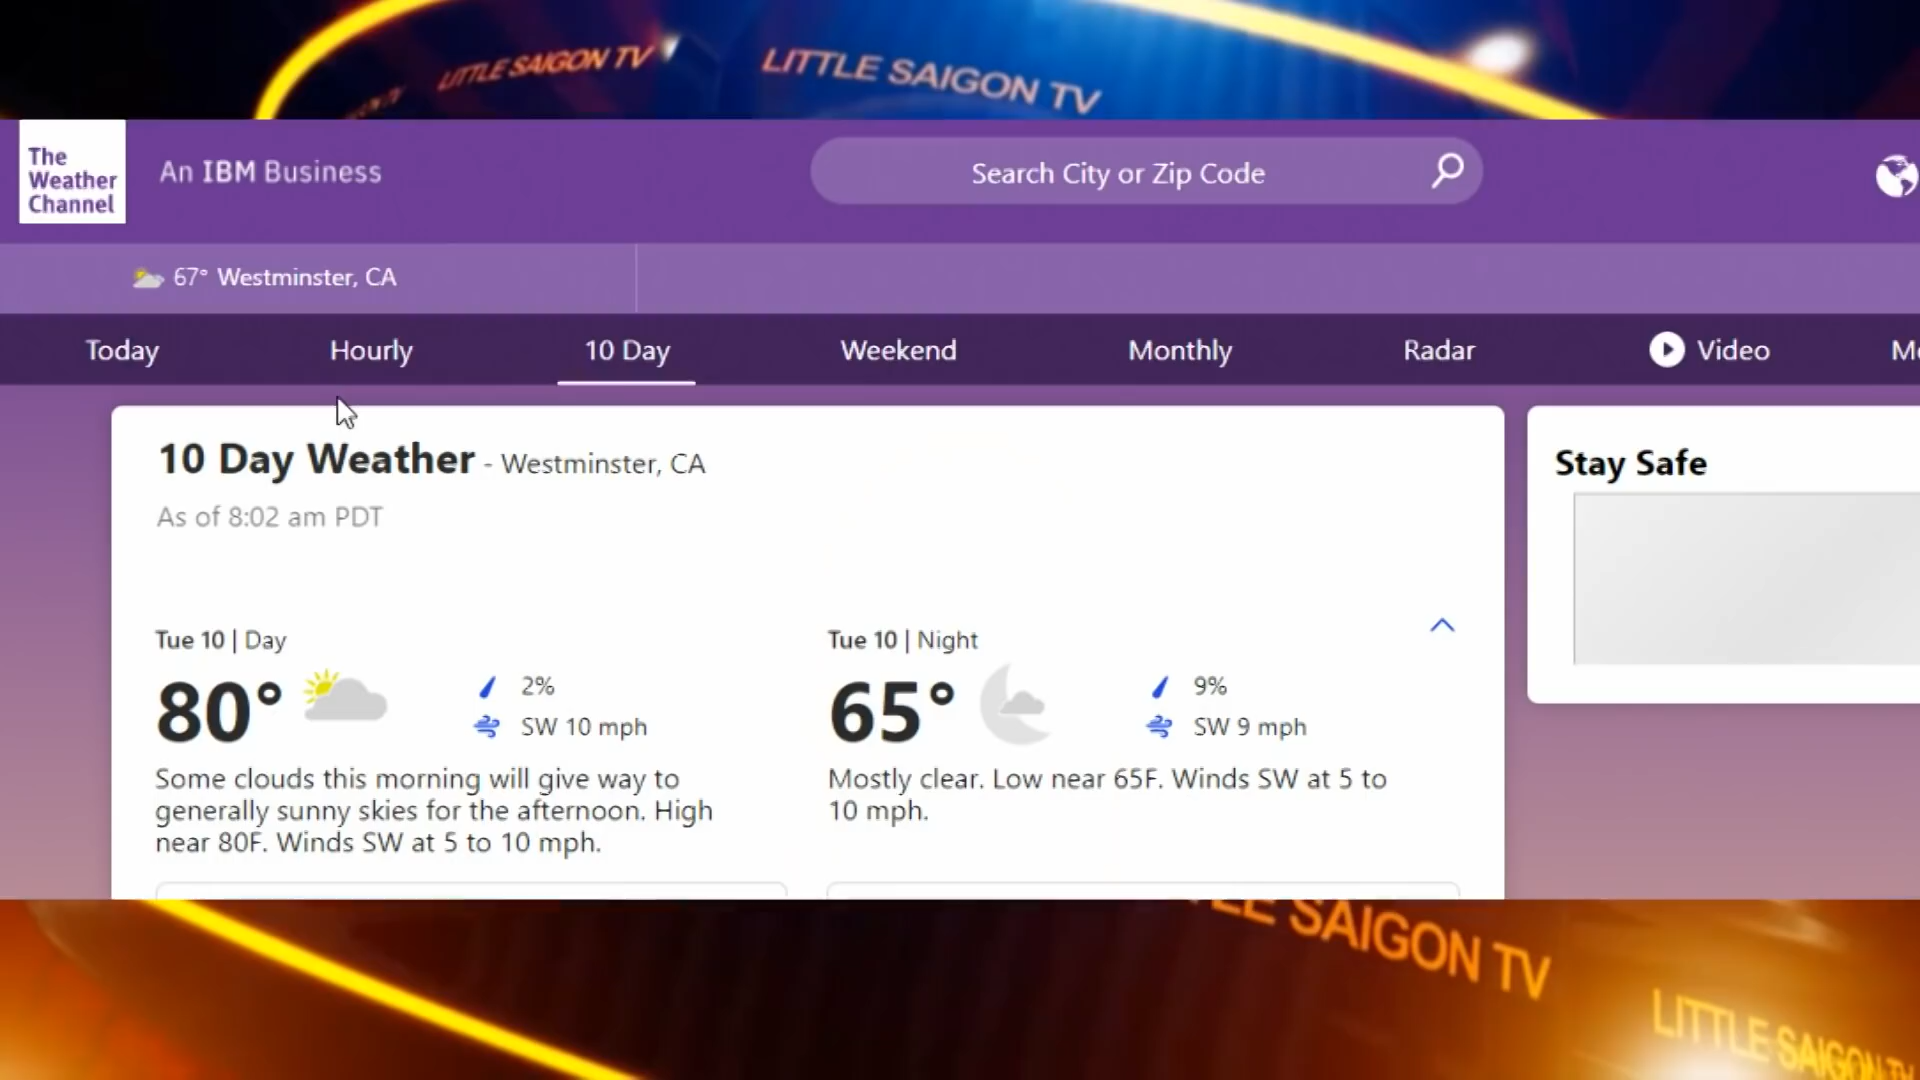 LITTLE SAIGON TV
LITTLE SAIGON TV
The
Weather
Channel
An IBM Business
Search City or Zip Code
67° Westminster, CA
Today
Hourly
10 Day
Weekend
Monthly
Radar
Video
10 Day Weather - Westminster, CA
As of 8:02 am PDT
Stay Safe
Tue 10 | Day
80°
2%
SW 10 mph
Some clouds this morning will give way to
generally sunny skies for the afternoon. High
near 80F. Winds SW at 5 to 10 mph.
Tue 10 | Night
65°
9%
SW 9 mph
Mostly clear. Low near 65F. Winds SW at 5 to
10 mph.
SAIGON TV
LITTLE SAIGON TV